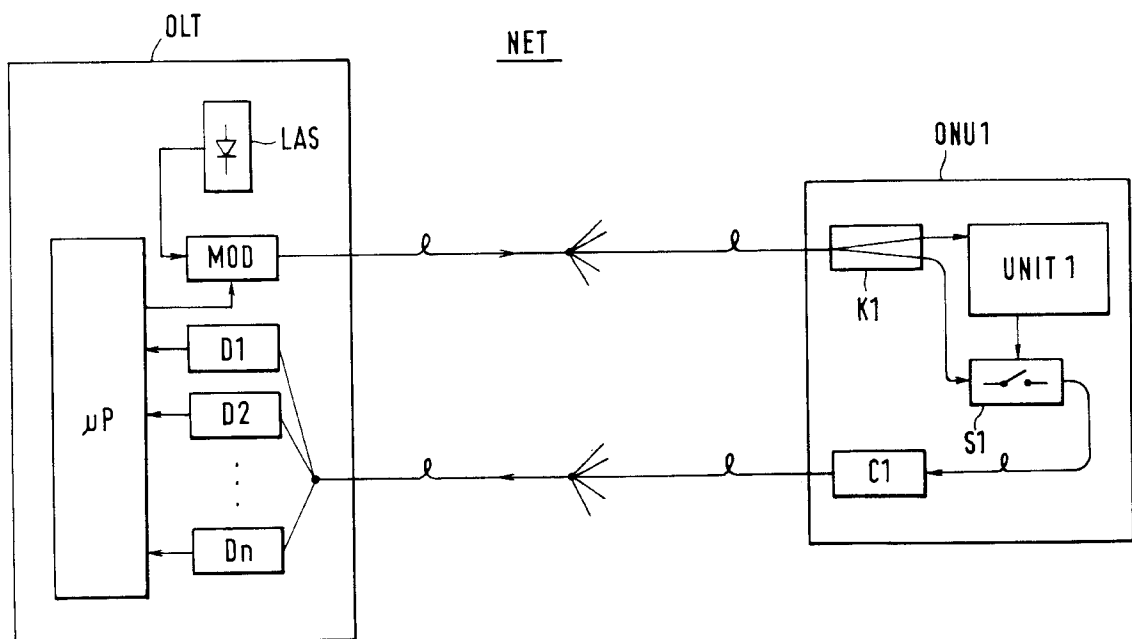 OLT
NET
LAS
ONU1
MOD
UNIT 1
K1
D1
μP
D2
S1
C1
Dn